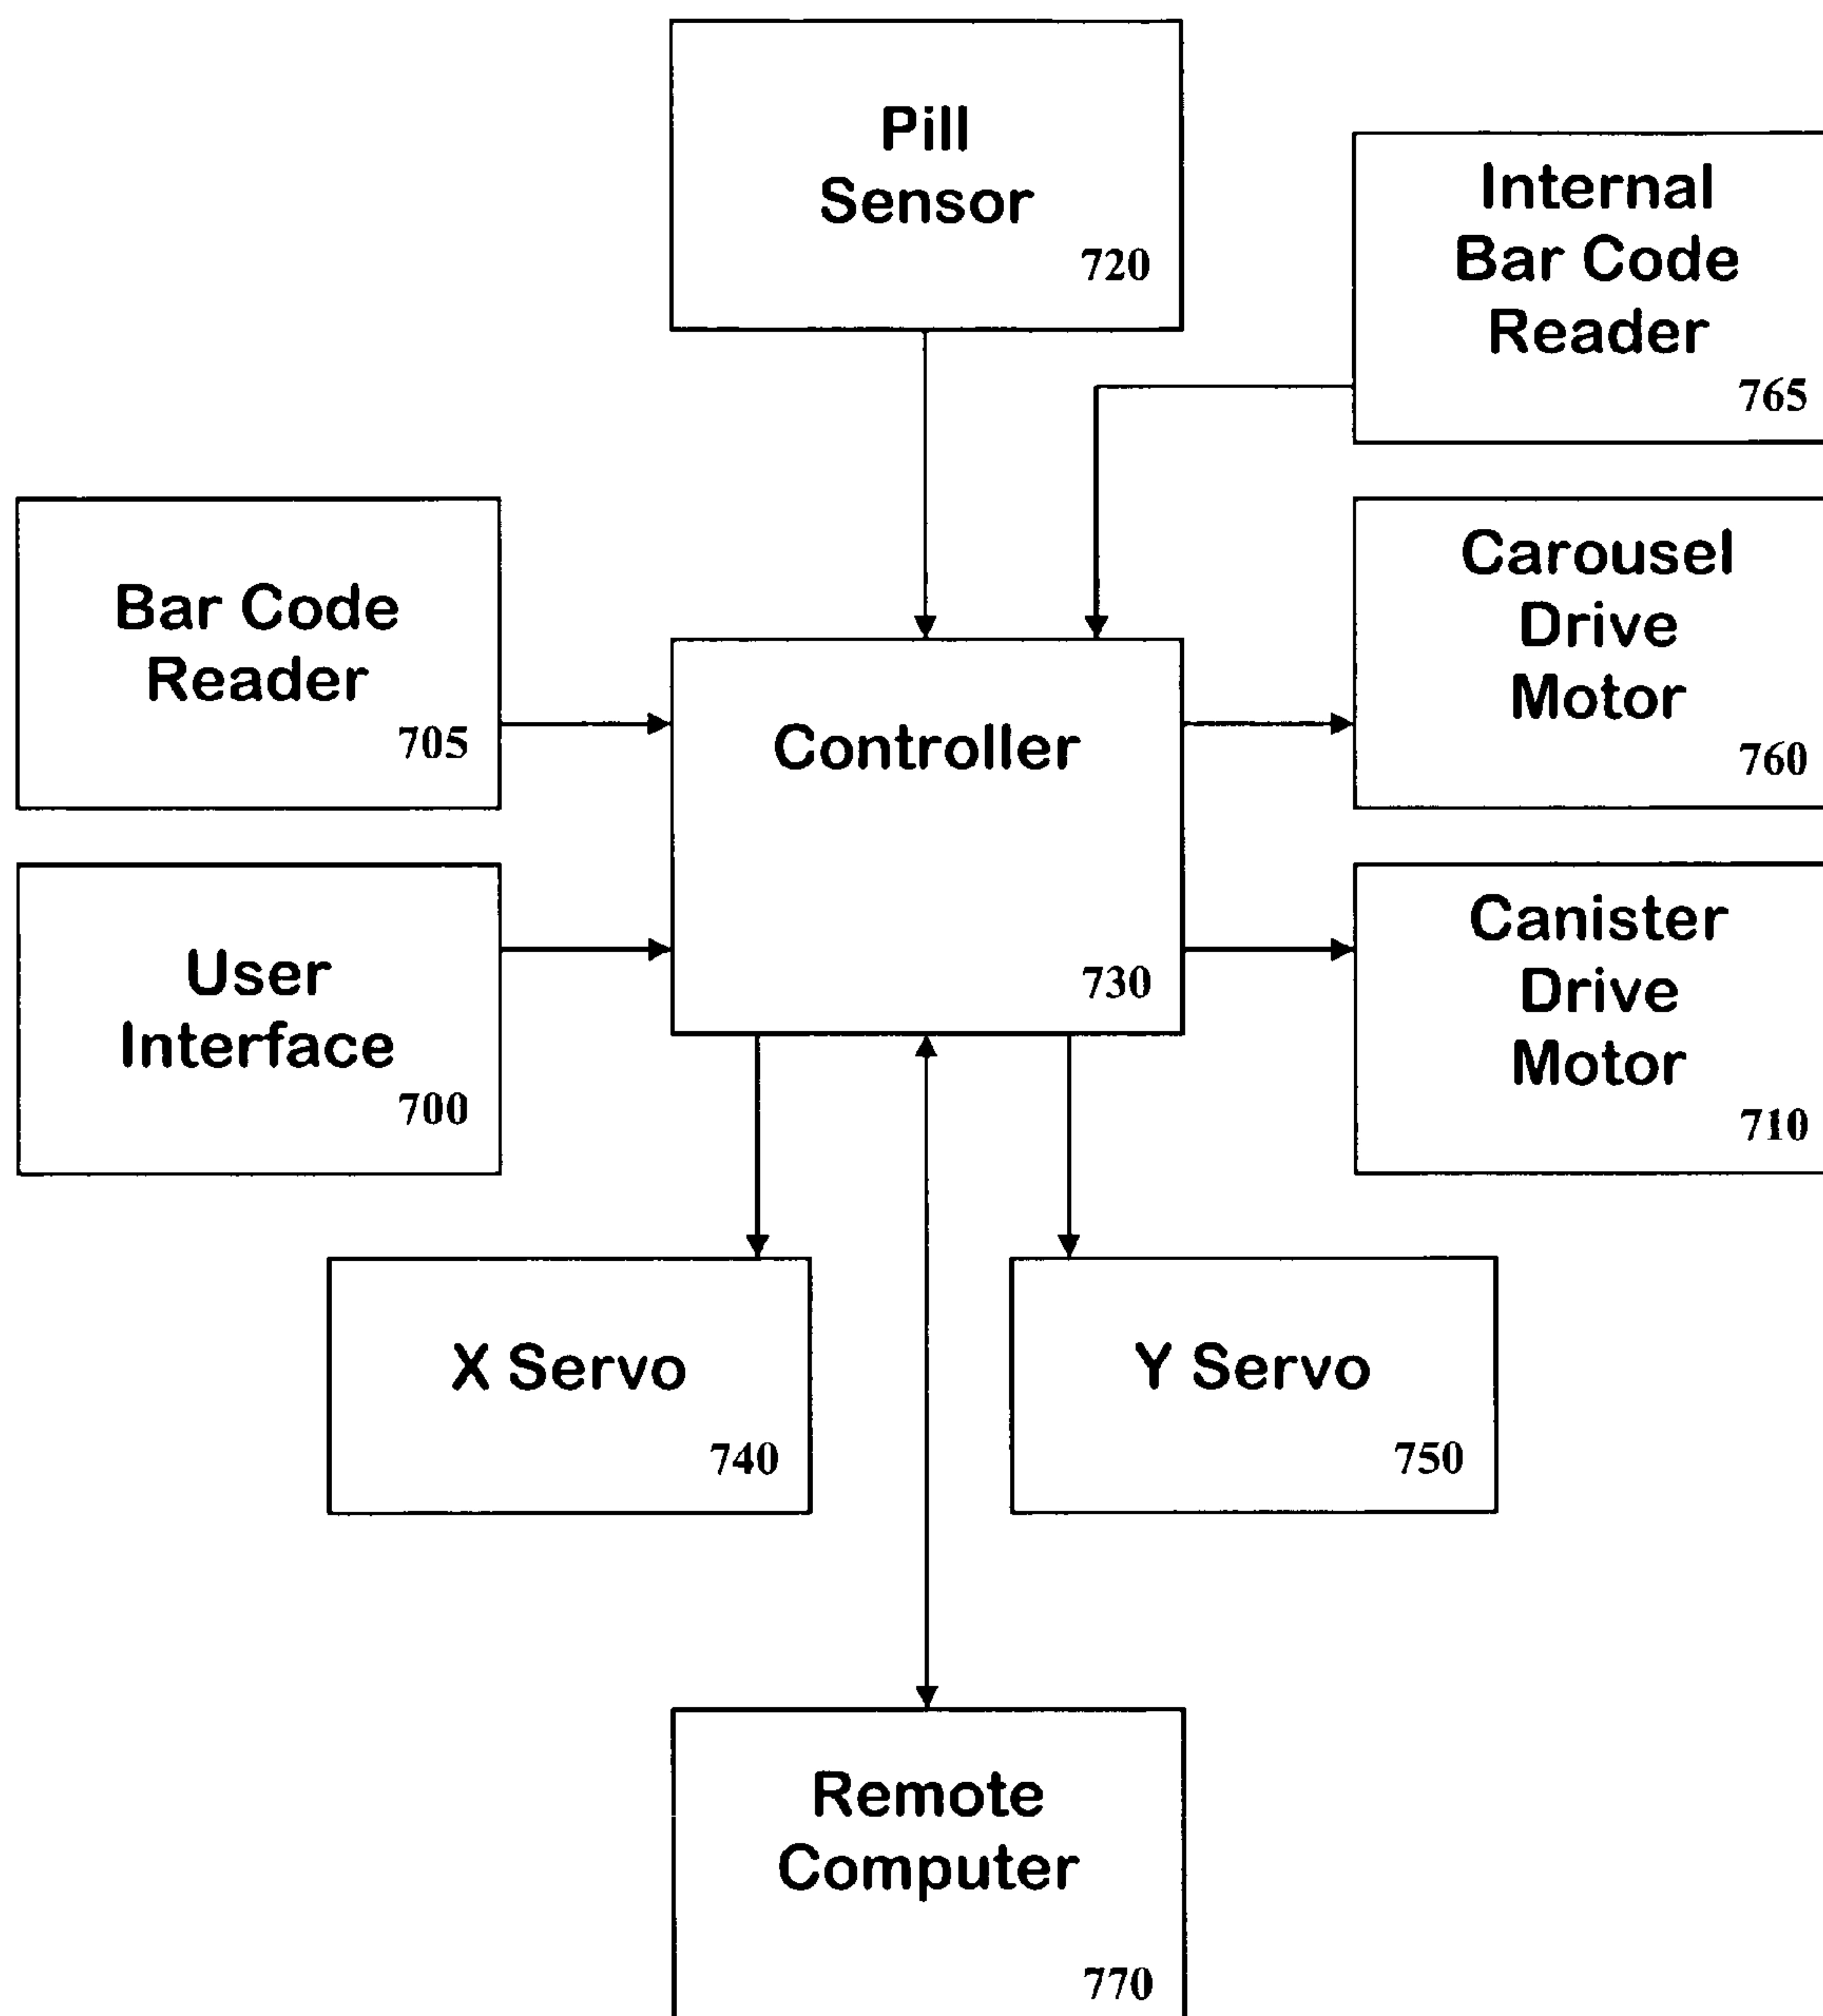 Pill
Sensor
720
Internal
Bar Code
Reader
765
Bar Code
Reader
705
Controller
730
Carousel
Drive
Motor
760
User
Interface
700
Canister
Drive
Motor
710
X Servo
740
Y Servo
750
Remote
Computer
770